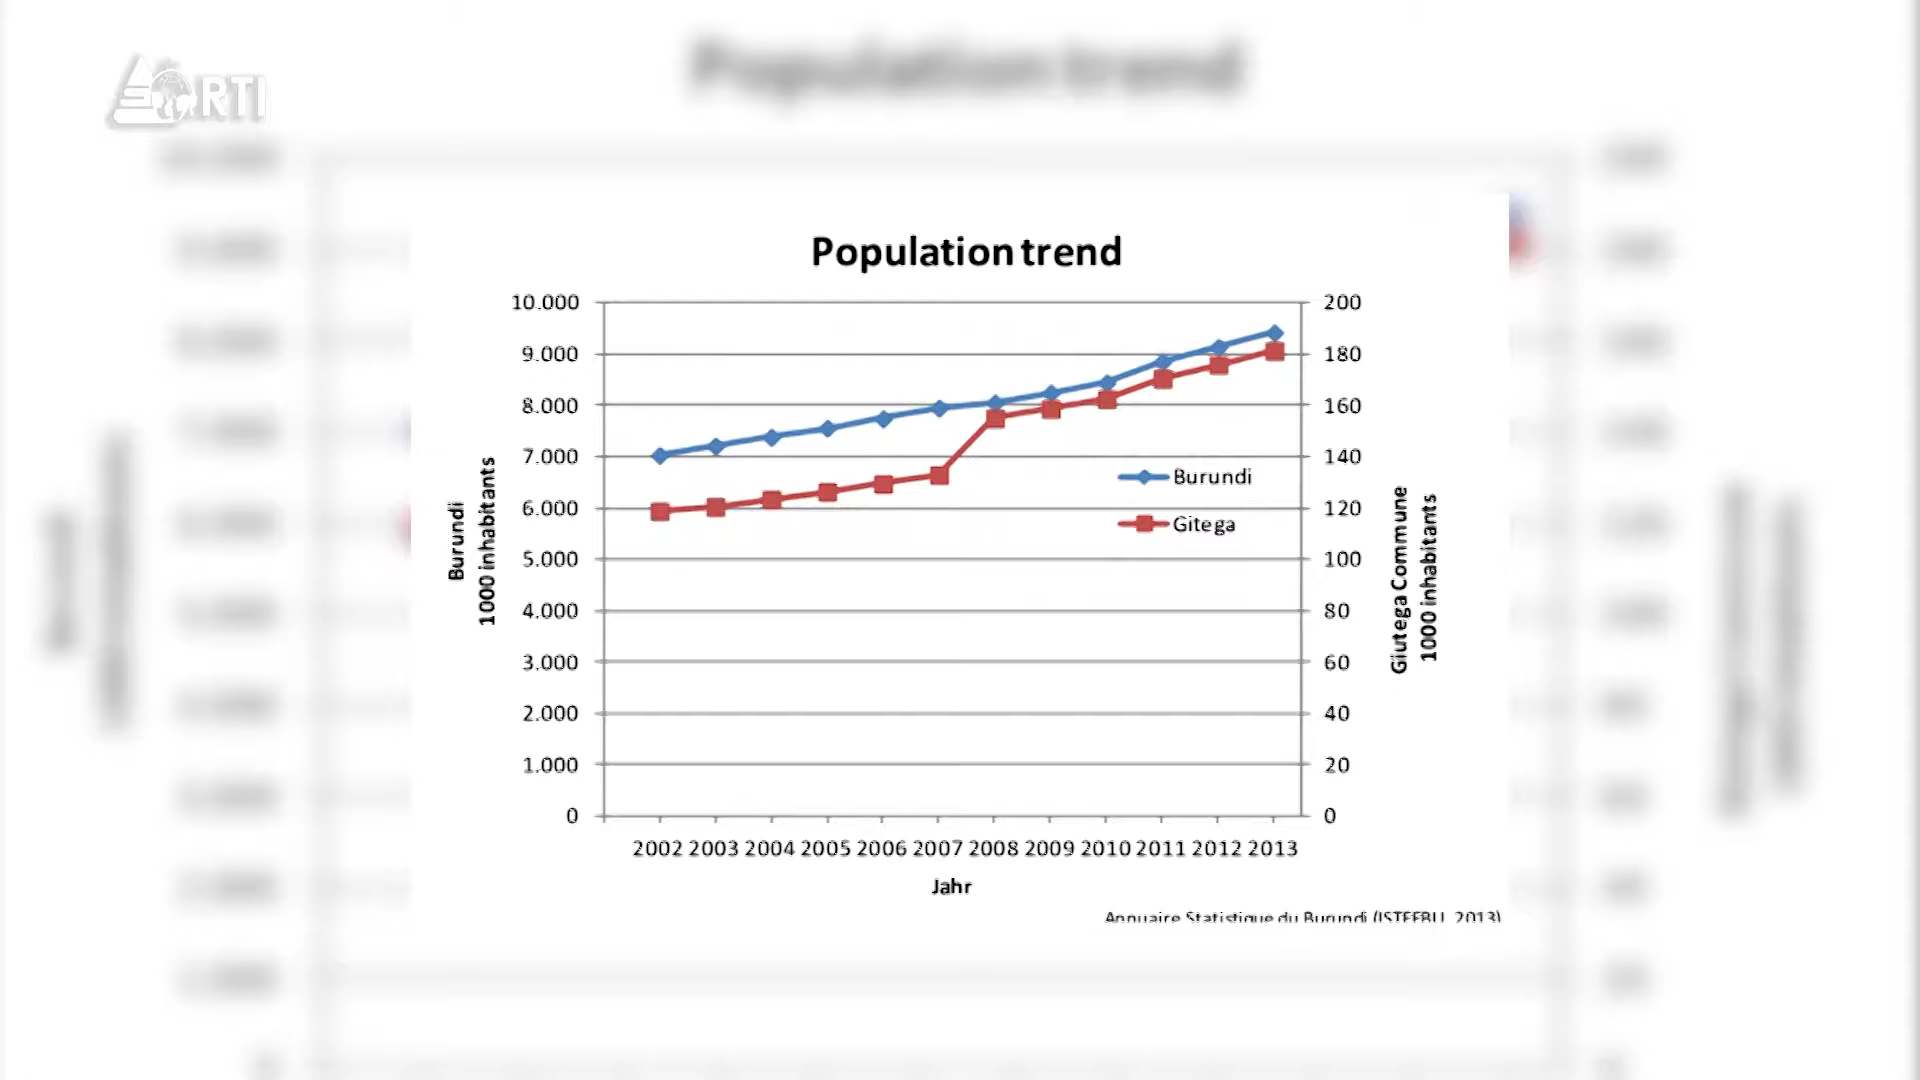 RTI
Population trend
10.000
9.000
8.000
7.000
6.000
5.000
4.000
3.000
2.000
1.000
0
200
180
160
140
120
100
80
60
40
20
0
Burundi
1000 inhabitants
Giutega Commune
1000 inhabitants
Burundi
Gitega
2002 2003 2004 2005 2006 2007 2008 2009 2010 2011 2012 2013
Jahr
Annuaire Statistique du Burundi (ISTEEBU, 2013)